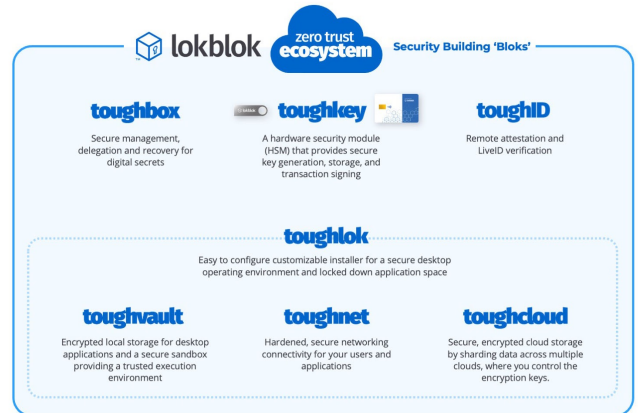 lokblok
zero trust
ecosystem
Security Building ‘Bloks’
toughbox
Secure management,
delegation and recovery for
digital secrets
toughkey
A hardware security module
(HSM) that provides secure
key generation, storage, and
transaction signing
toughID
Remote attestation and
LiveID verification
toughlok
Easy to configure customizable installer for a secure desktop
operating environment and locked down application space
toughvault
Encrypted local storage for desktop
applications and a secure sandbox
providing a trusted execution
environment
toughnet
Hardened, secure networking
connectivity for your users and
applications
toughcloud
Secure, encrypted cloud storage
by sharding data across multiple
clouds, where you control the
encryption keys.